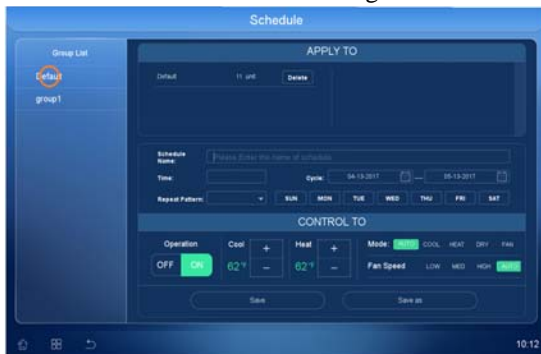 Schedule
Group List
Default
group1
APPLY TO
Default 11 unit Delete
Schedule Name: Please Enter the name of schedule
Time: Cycle: 04-13-2017 — 05-13-2017
Repeat Pattern: SUN MON TUE WED THU FRI SAT
CONTROL TO
Operation Cool + Heat + Mode: AUTO COOL HEAT DRY FAN
OFF ON 62°F − 62°F − Fan Speed LOW MED HIGH AUTO
Save Save as
10:12